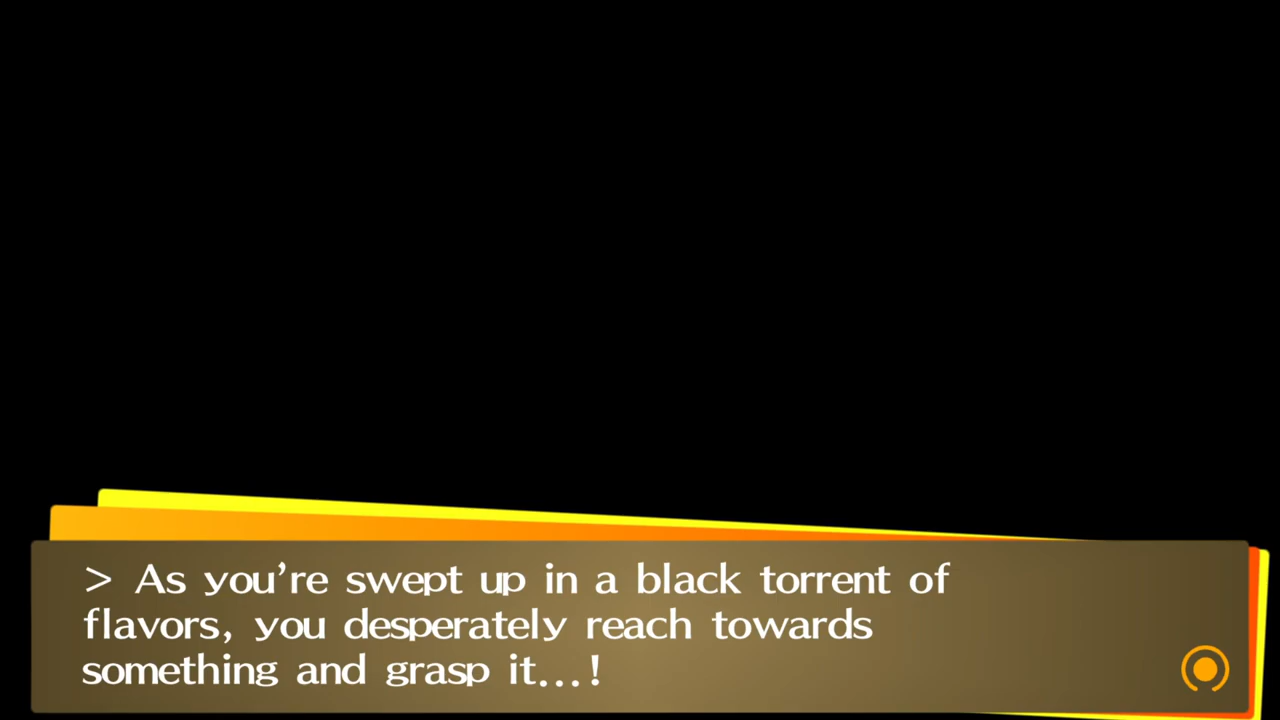 > As you’re swept up in a black torrent of
flavors, you desperately reach towards
something and grasp it...!